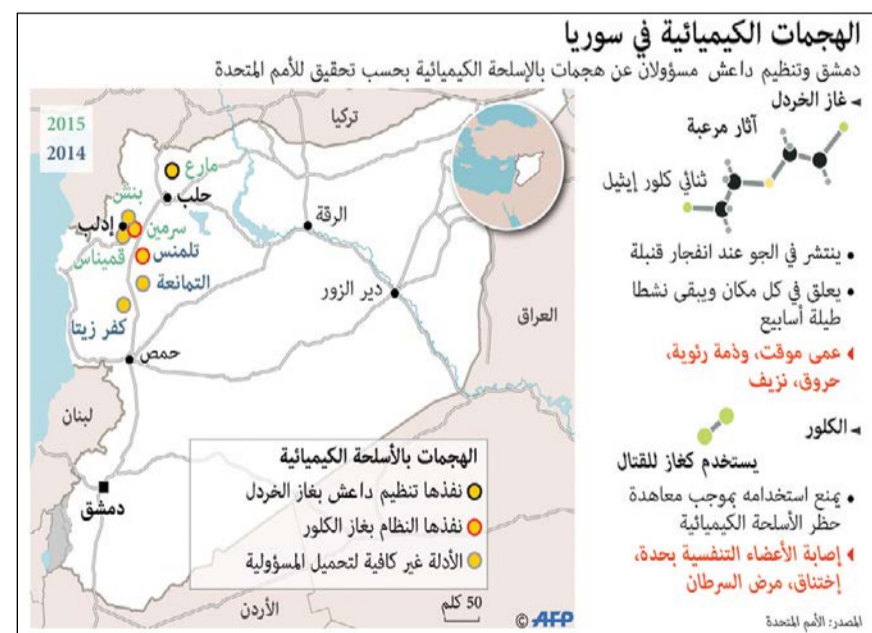 الهجمات الكيميائية في سوريا
دمشق وتنظيم داعش مسؤولان عن هجمات بالإسلحة الكيميائية بحسب تحقيق للأمم المتحدة
غاز الخردل
آثار مرعبة
ثنائي كلور إيثيل
• ينتشر في الجو عند انفجار قنبلة
• يعلق في كل مكان ويبقى نشطا
طيلة أسابيع
عمى موقت، وذمة رئوية،
حروق، نزيف
الكلور
يستخدم كغاز للقتال
• يمنع استخدامه بموجب معاهدة
حظر الأسلحة الكيميائية
إصابة الأعضاء التنفسية بحدة،
إختناق، مرض السرطان
المصدر: الأمم المتحدة
2015
2014
تركيا
مارع
حلب
بنش
إدلب
سرمين
قميناس
تلمنس
التمانعة
كفر زيتا
الرقة
دير الزور
العراق
حمص
لبنان
دمشق
الأردن
الهجمات بالأسلحة الكيميائية
نفذها تنظيم داعش بغاز الخردل
نفذها النظام بغاز الكلور
الأدلة غير كافية لتحميل المسؤولية
50 كلم
© AFP